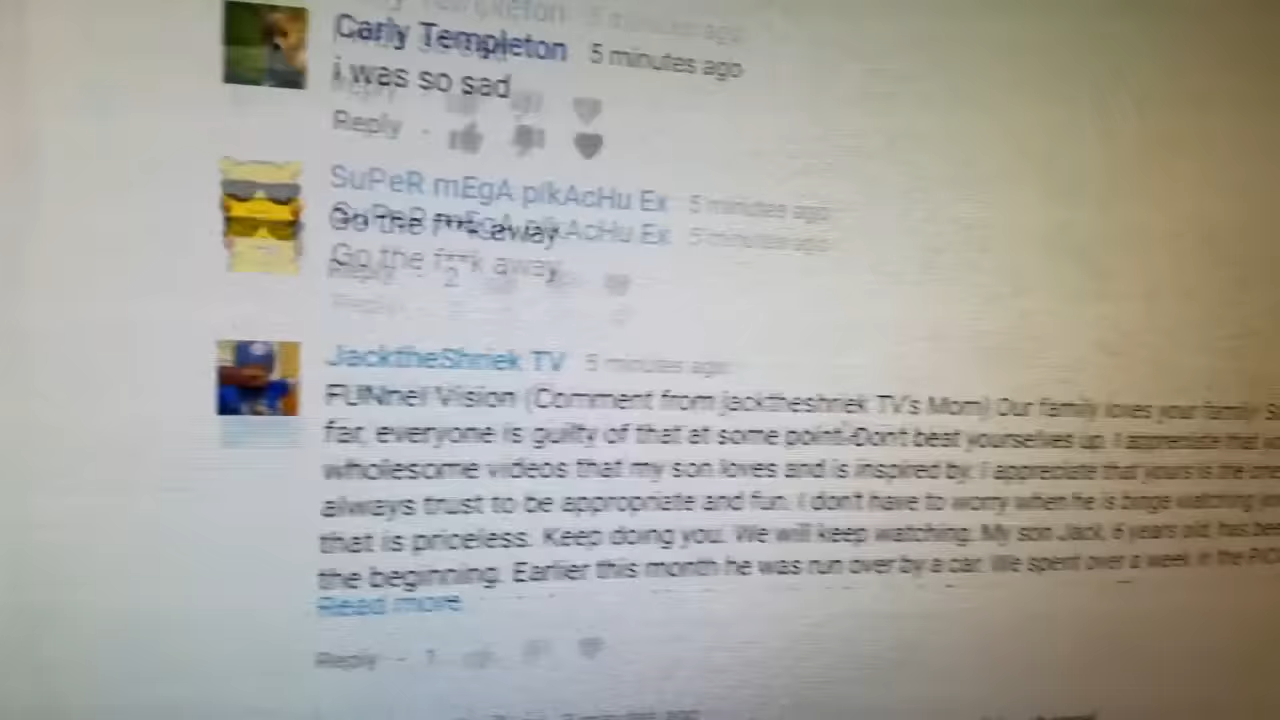 Carly Templeton 5 minutes ago
i was so sad
Reply
SuPeR mEgA pIkAcHu Ex 5 minutes ago
Go the f**k away
Reply 2
JacktheShriek TV 5 minutes ago
FUNnel Vision (Comment from jacktheshriek TV's Mom) Our family loves your family
far, everyone is guilty of that at some point. Don't beat yourselves up. I appreciate that
wholesome videos that my son loves and is inspired by. I appreciate that yours is the one
always trust to be appropriate and fun. I don't have to worry when he is binge watching
that is priceless. Keep doing you. We will keep watching. My son Jack, 6 years old, has
the beginning. Earlier this month he was run over by a car. We spent over a week in the
Read more
Reply 1